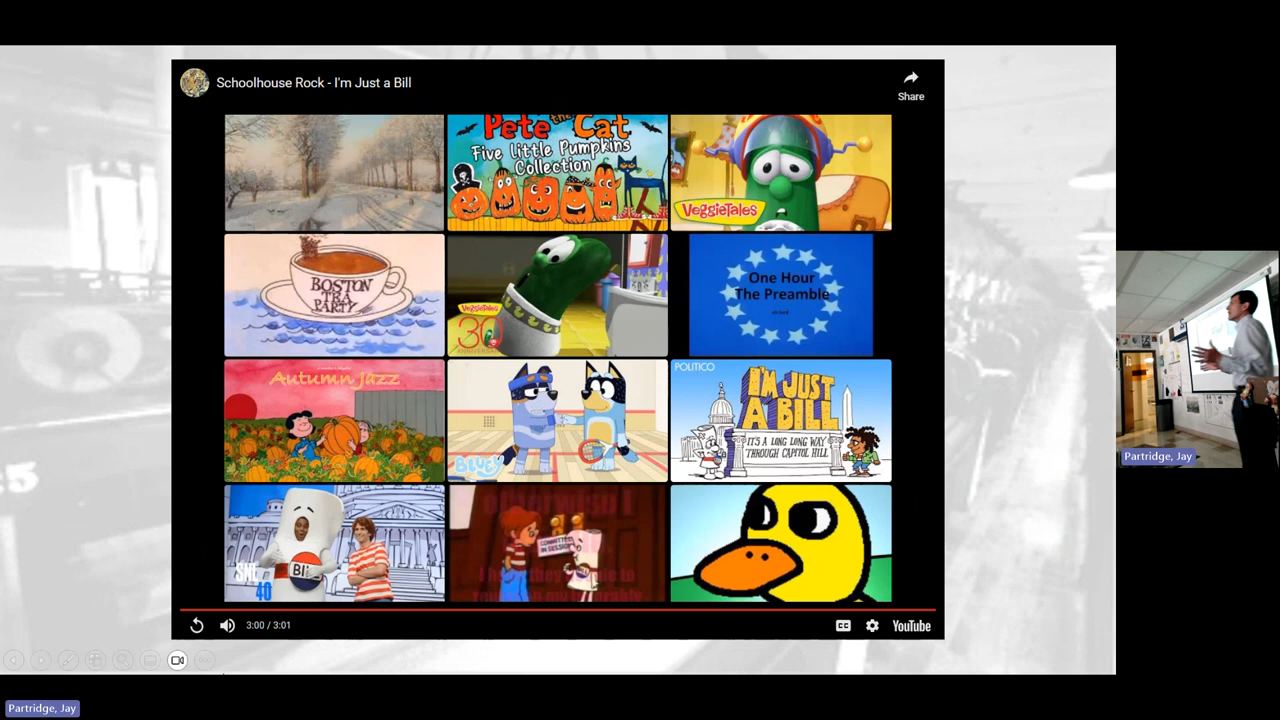 Schoolhouse Rock - I'm Just a Bill
Share
Pete the Cat
Five Little Pumpkins
Collection
VEGGIETALES
BOSTON
TEA
PARTY
VEGGIETALES
30
ANNIVERSARY
One Hour
The Preamble
Autumn Jazz
BLUEY
POLITICO
I'M JUST
A BILL
IT'S A LONG LONG WAY
THROUGH CAPITOL HILL
SNL
40
BILL
COMMITTEE
IN SESSION
3:00 / 3:01
CC
YouTube
Partridge, Jay
Partridge, Jay